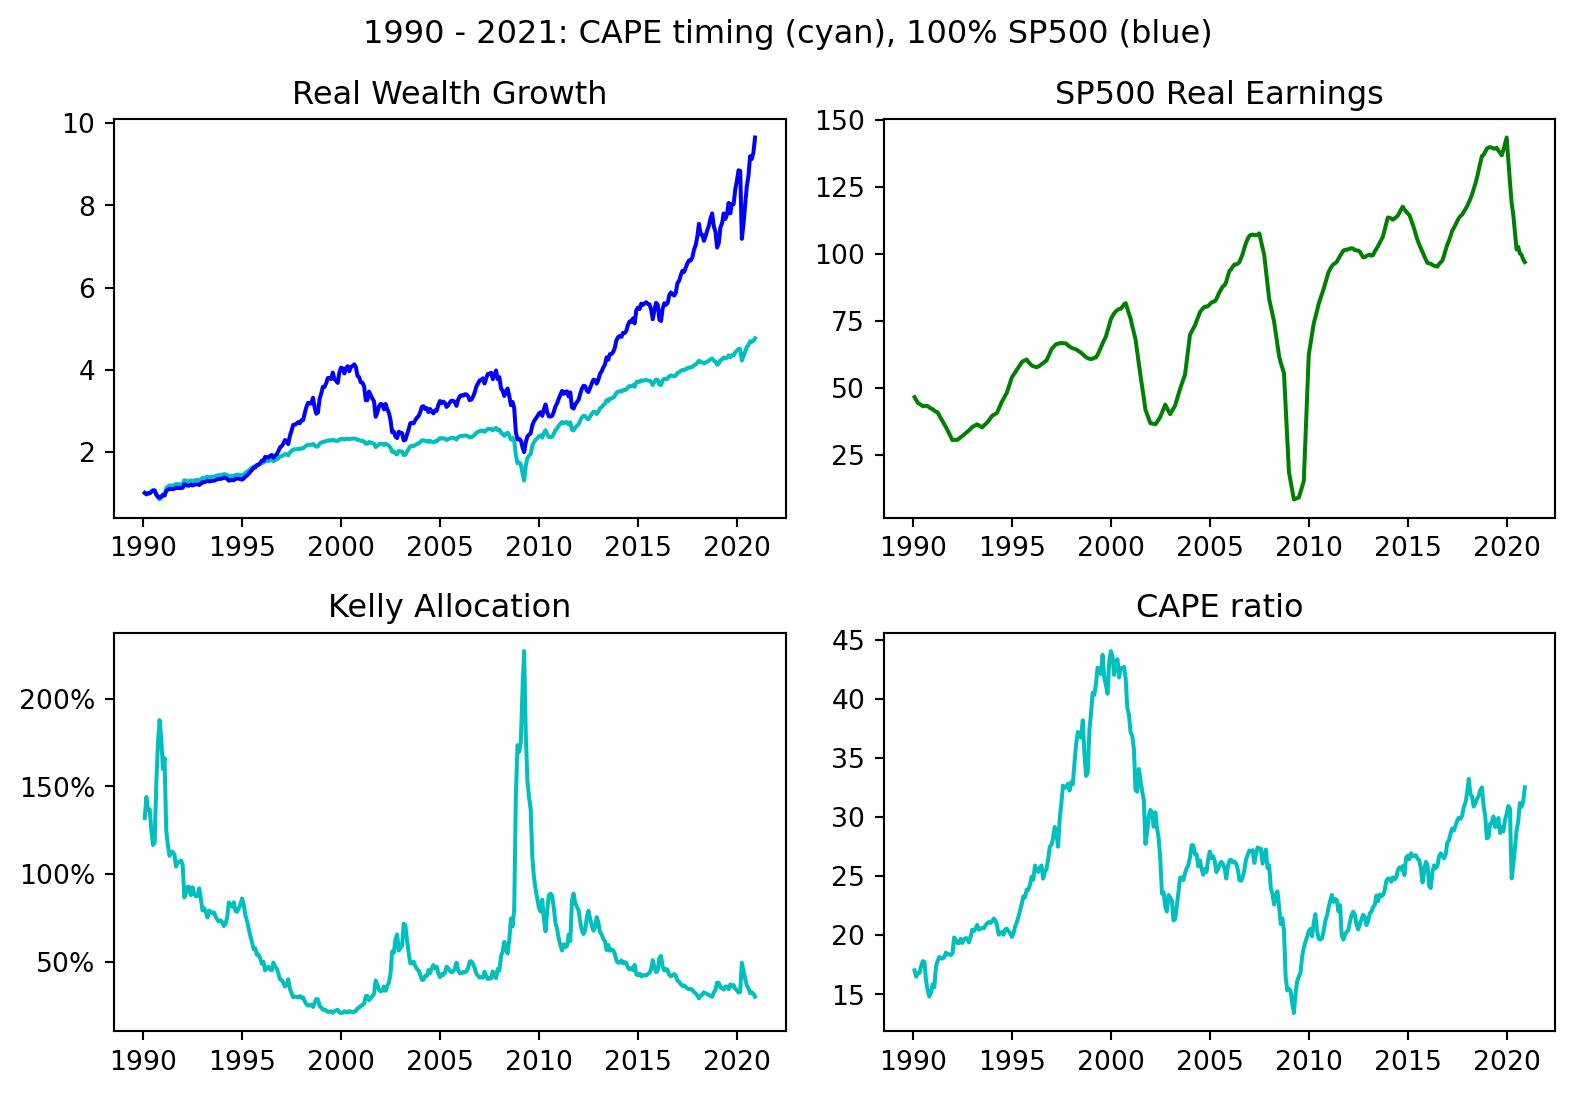 1990 - 2021: CAPE timing (cyan), 100% SP500 (blue)
Real Wealth Growth
10
8
6
4
2
1990 1995 2000 2005 2010 2015 2020
SP500 Real Earnings
150
125
100
75
50
25
1990 1995 2000 2005 2010 2015 2020
Kelly Allocation
200%
150%
100%
50%
1990 1995 2000 2005 2010 2015 2020
CAPE ratio
45
40
35
30
25
20
15
1990 1995 2000 2005 2010 2015 2020